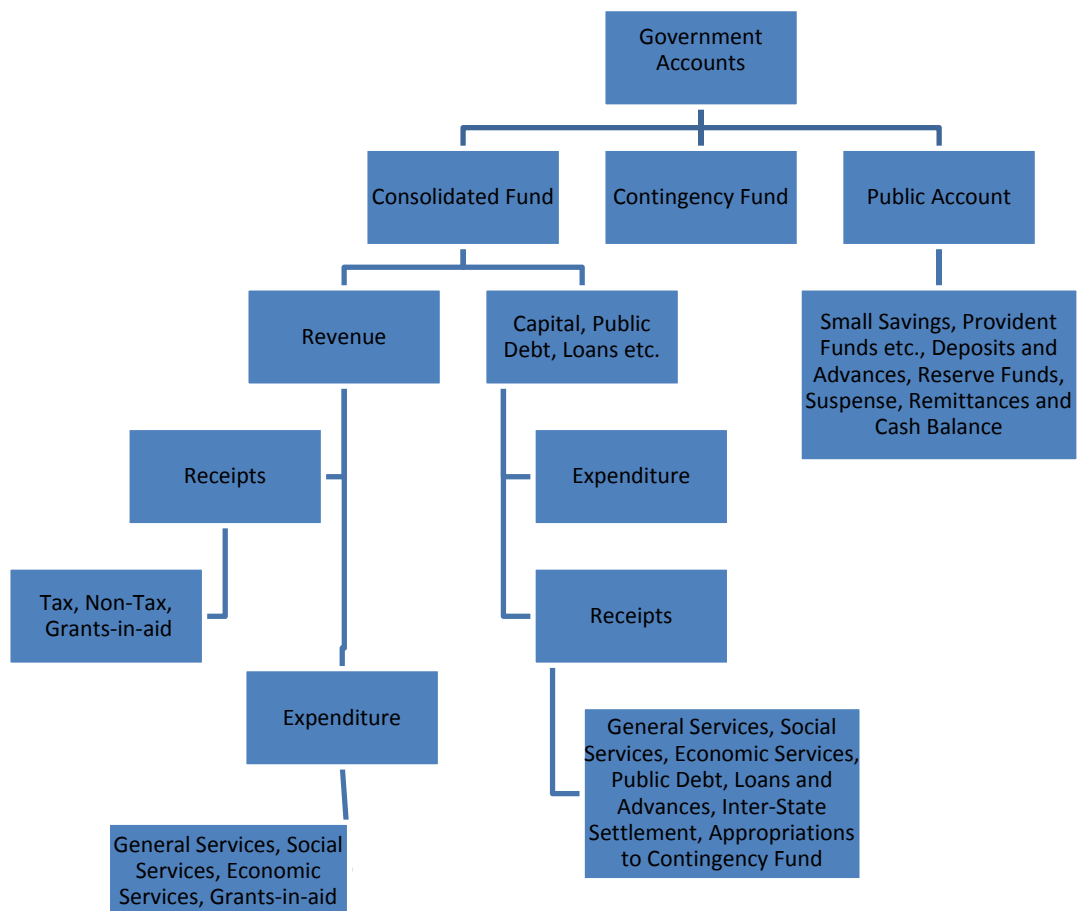 Government
Accounts
Consolidated Fund
Contingency Fund
Public Account
Revenue
Capital, Public
Debt, Loans etc.
Small Savings, Provident
Funds etc., Deposits and
Advances, Reserve Funds,
Suspense, Remittances and
Cash Balance
Receipts
Expenditure
Tax, Non-Tax,
Grants-in-aid
Receipts
Expenditure
General Services, Social
Services, Economic Services,
Public Debt, Loans and
Advances, Inter-State
Settlement, Appropriations
to Contingency Fund
General Services, Social
Services, Economic
Services, Grants-in-aid